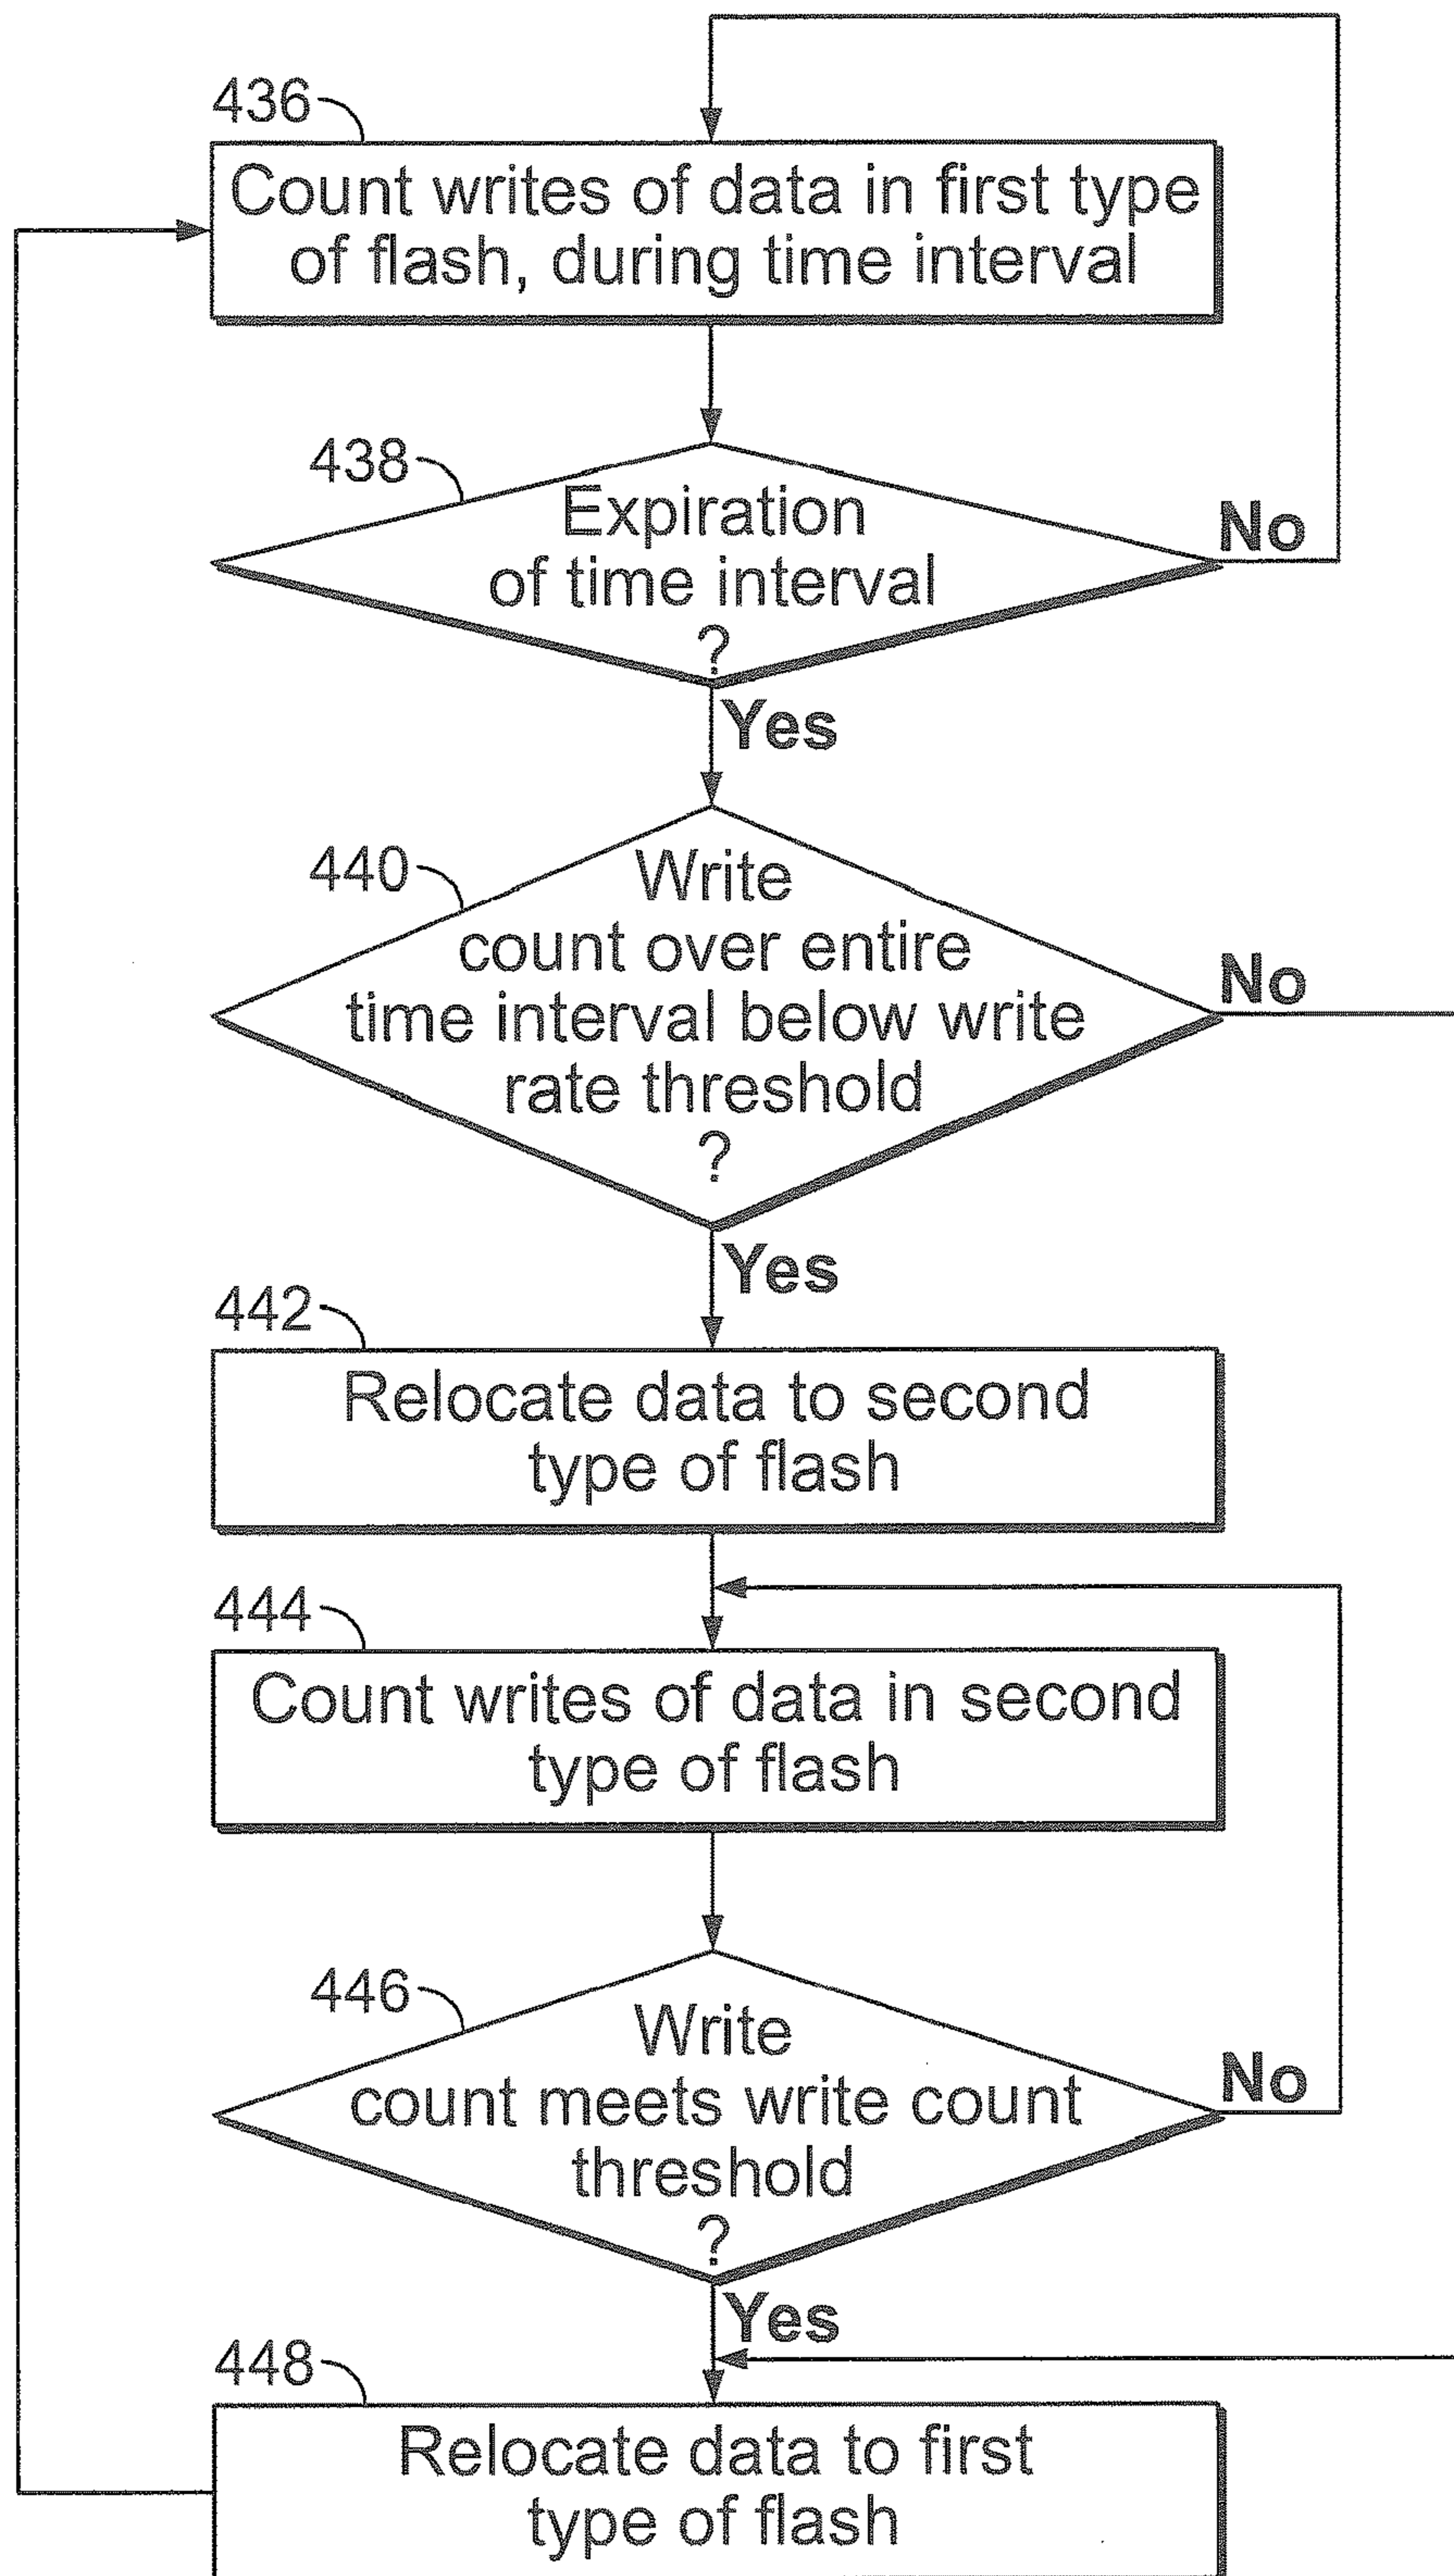 436
Count writes of data in first type
of flash, during time interval
438
Expiration
of time interval
?
No
Yes
440
Write
count over entire
time interval below write
rate threshold
?
No
Yes
442
Relocate data to second
type of flash
444
Count writes of data in second
type of flash
446
Write
count meets write count
threshold
?
No
Yes
448
Relocate data to first
type of flash